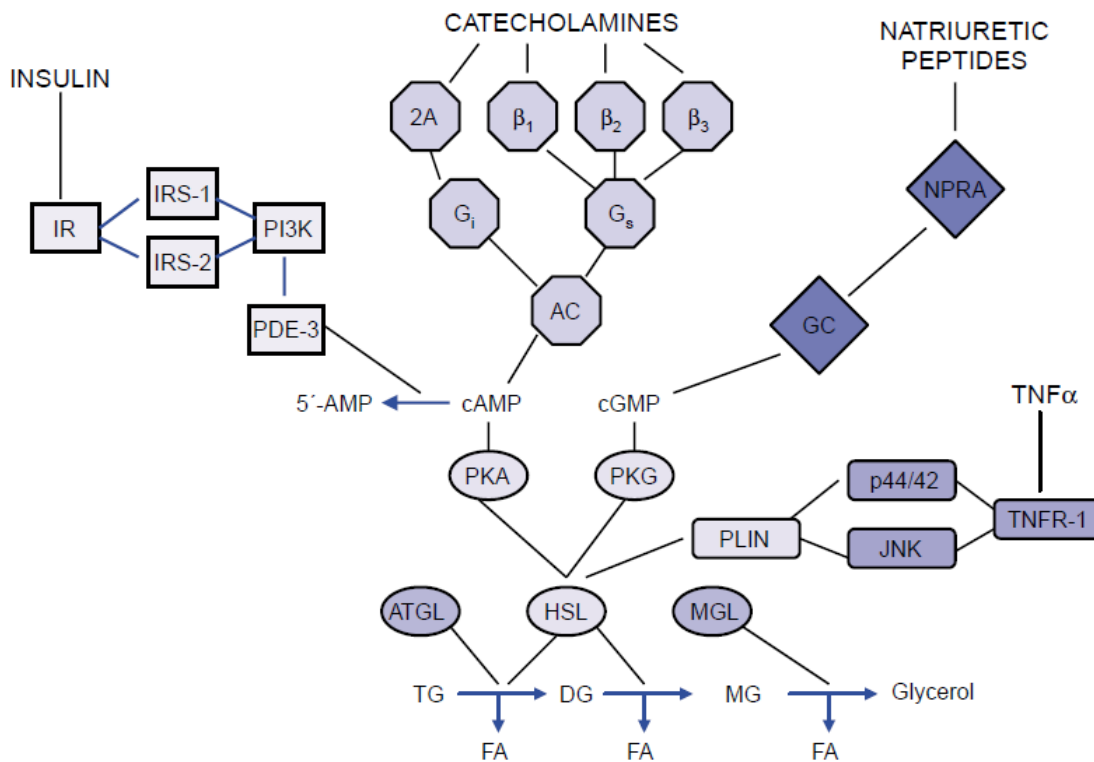 CATECHOLAMINES
NATRIURETIC
PEPTIDES
INSULIN
2A
β1
β2
β3
IRS-1
IR
PI3K
IRS-2
Gi
Gs
NPRA
AC
GC
PDE-3
5´-AMP
cAMP
cGMP
TNFα
PKA
PKG
p44/42
PLIN
TNFR-1
JNK
ATGL
HSL
MGL
TG
DG
MG
Glycerol
FA
FA
FA